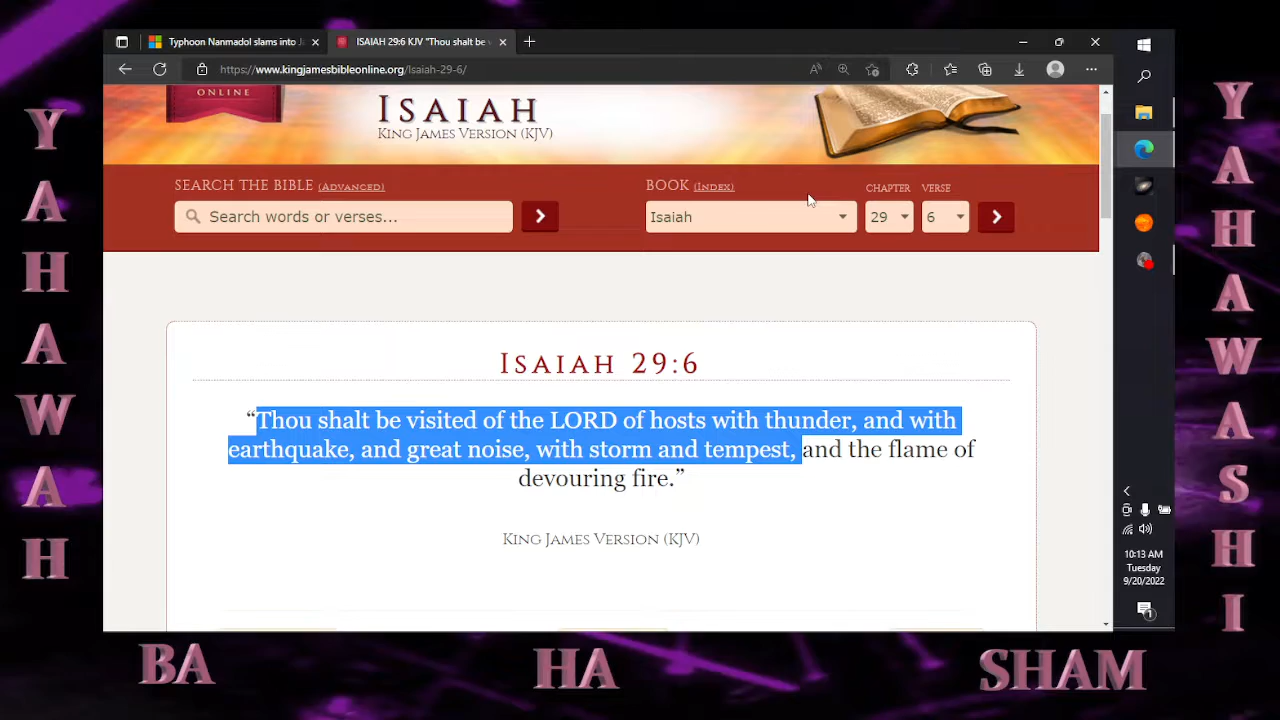 Typhoon Nanmadol slams into Ja
ISAIAH 29:6 KJV "Thou shalt be v
https://www.kingjamesbibleonline.org/Isaiah-29-6/
ONLINE
ISAIAH
KING JAMES VERSION (KJV)
SEARCH THE BIBLE (ADVANCED)
BOOK (INDEX)
CHAPTER
VERSE
Search words or verses...
Isaiah
29
6
ISAIAH 29:6
“Thou shalt be visited of the LORD of hosts with thunder, and with
earthquake, and great noise, with storm and tempest, and the flame of
devouring fire.”
KING JAMES VERSION (KJV)
10:13 AM
Tuesday
9/20/2022
1
YAHAWAH
YAHAWASHI
BA
HA
SHAM